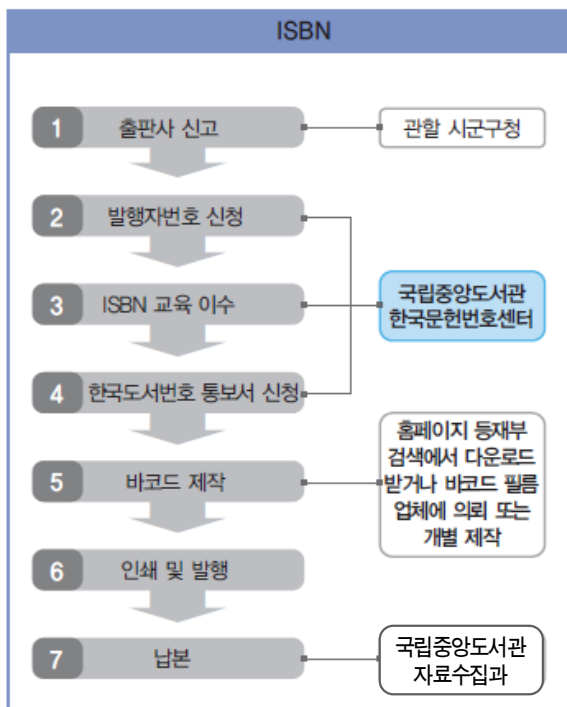 ISBN
1 출판사 신고
관할 시군구청
2 발행자번호 신청
3 ISBN 교육 이수
국립중앙도서관
한국문헌번호센터
4 한국도서번호 통보서 신청
홈페이지 등재부
검색에서 다운로드
받거나 바코드 필름
업체에 의뢰 또는
개별 제작
5 바코드 제작
6 인쇄 및 발행
7 납본
국립중앙도서관
자료수집과